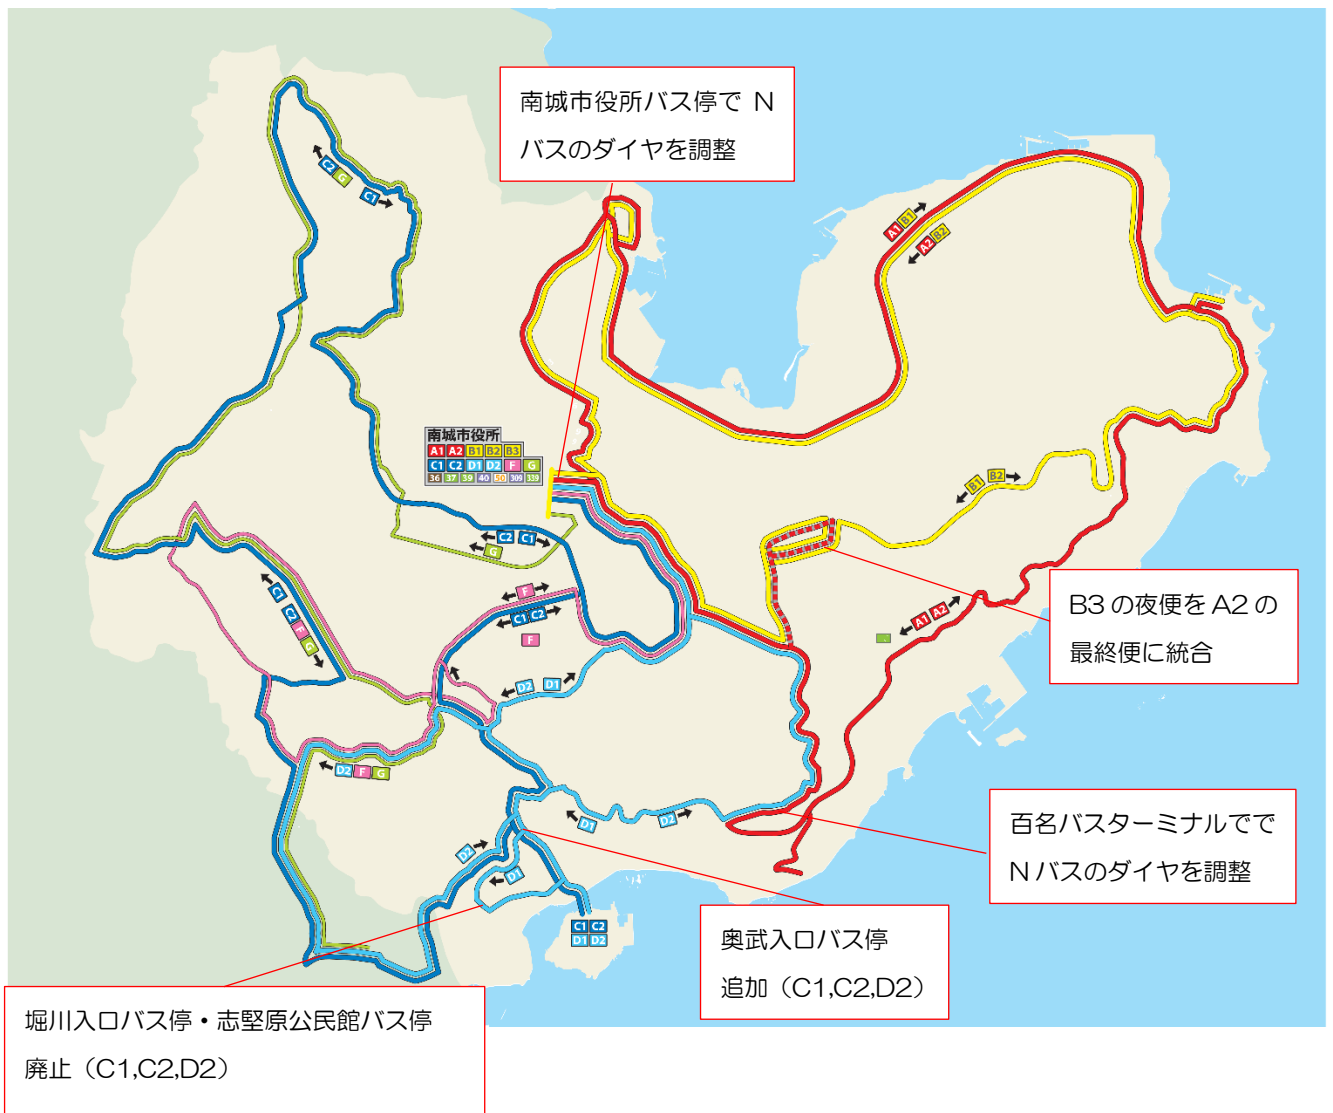 南城市役所バス停で N
バスのダイヤを調整
C2
G
C1
A1 B1
A2 B2
南城市役所
A1 A2 B1 B2 B3
C1 C2 D1 D2 F G
36 37 39 40 50 309 339
B1 B2
C2 C1
G
F
C1 C2
F
C1
C2
F
G
A1 A2
B3 の夜便を A2 の
最終便に統合
D2 D1
D2 F G
D1
D2
百名バスターミナルでで
N バスのダイヤを調整
D2
D1
C1 C2
D1 D2
奥武入口バス停
追加（C1,C2,D2）
堀川入口バス停・志堅原公民館バス停
廃止（C1,C2,D2）